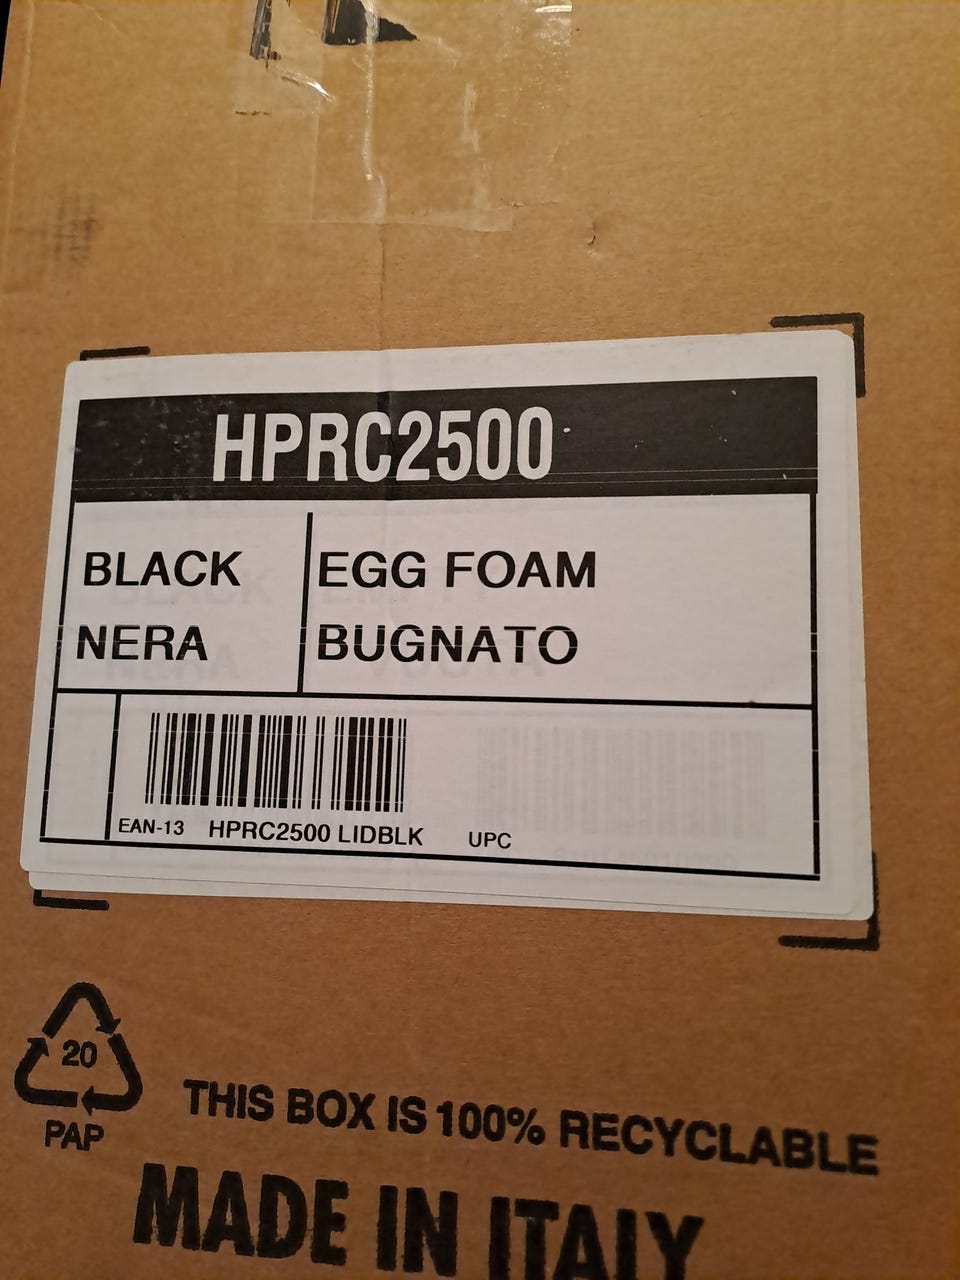 HPRC2500
BLACK
EGG FOAM
NERA
BUGNATO
EAN-13 HPRC2500 LIDBLK UPC
20
PAP
THIS BOX IS 100% RECYCLABLE
MADE IN ITALY